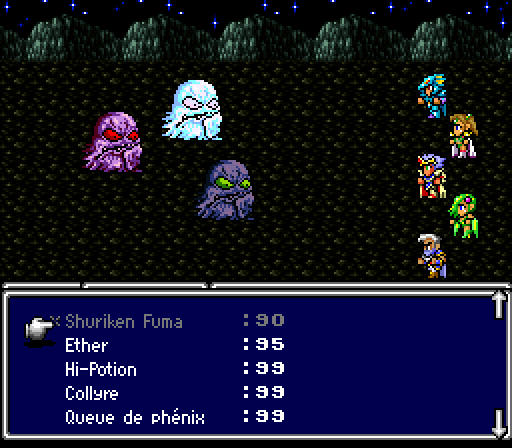 Shuriken Fuma :90
Ether :95
Hi-Potion :99
Collyre :99
Queue de phénix :99